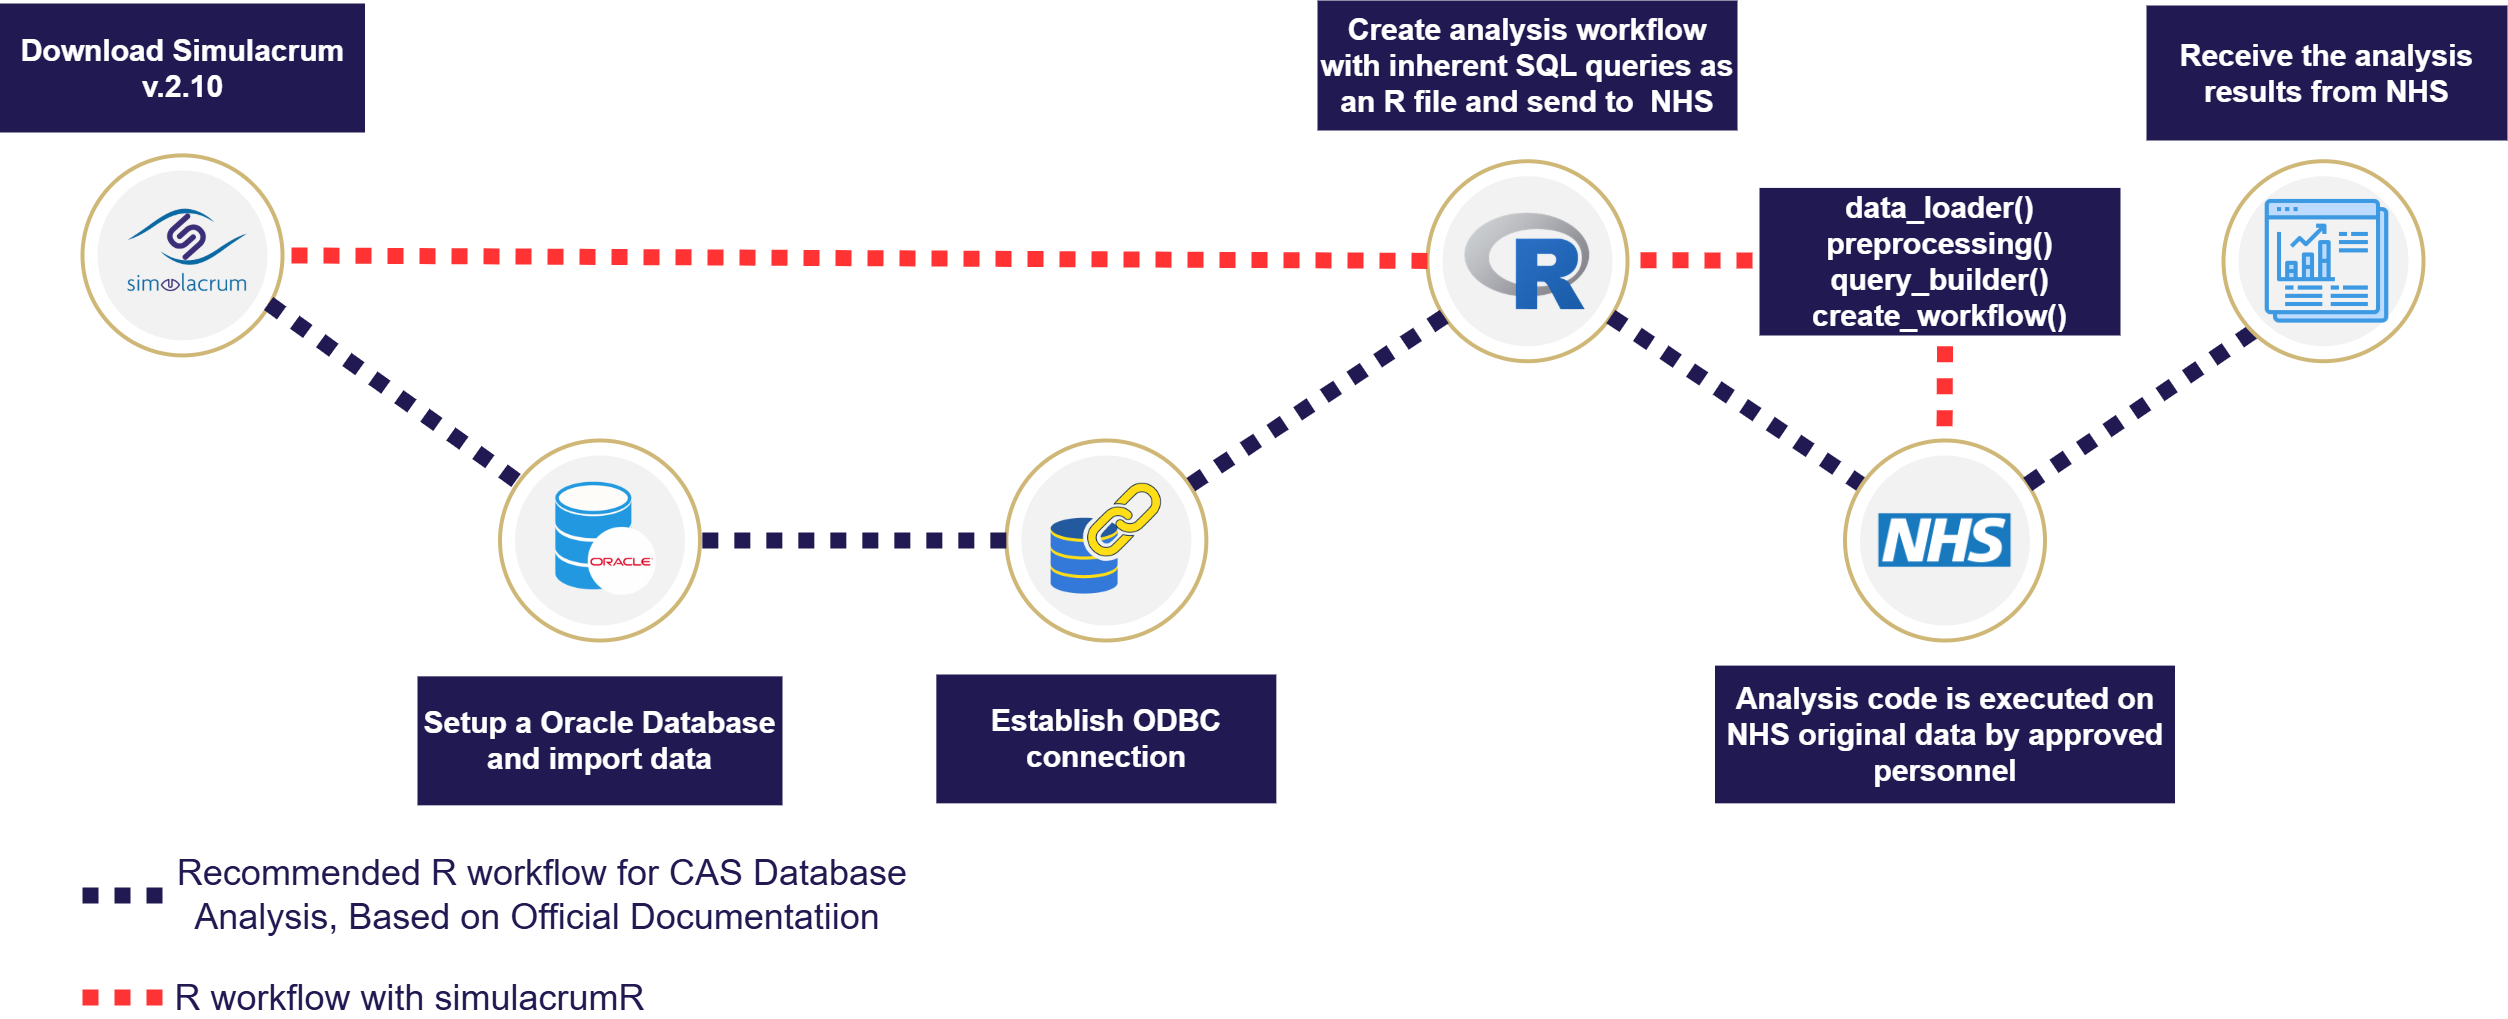 Download Simulacrum
v.2.10
Create analysis workflow
with inherent SQL queries as
an R file and send to NHS
Receive the analysis
results from NHS
simulacrum
R
data_loader()
preprocessing()
query_builder()
create_workflow()
ORACLE
NHS
Setup a Oracle Database
and import data
Establish ODBC
connection
Analysis code is executed on
NHS original data by approved
personnel
Recommended R workflow for CAS Database
Analysis, Based on Official Documentatiion
R workflow with simulacrumR